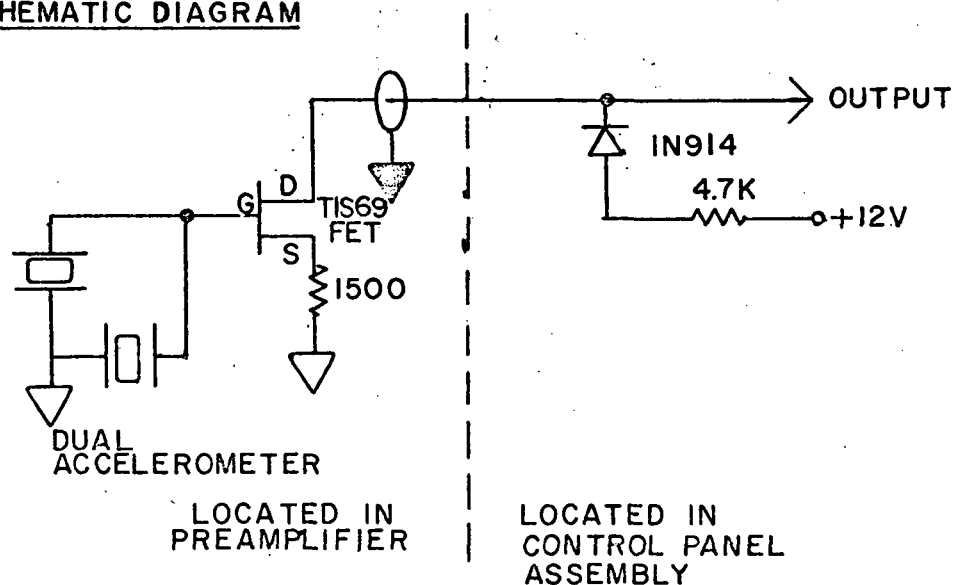 HEMATIC DIAGRAM
OUTPUT
1N914
4.7K
+12V
D
G
TIS69
FET
S
1500
DUAL
ACCELEROMETER
LOCATED IN
PREAMPLIFIER
LOCATED IN
CONTROL PANEL
ASSEMBLY